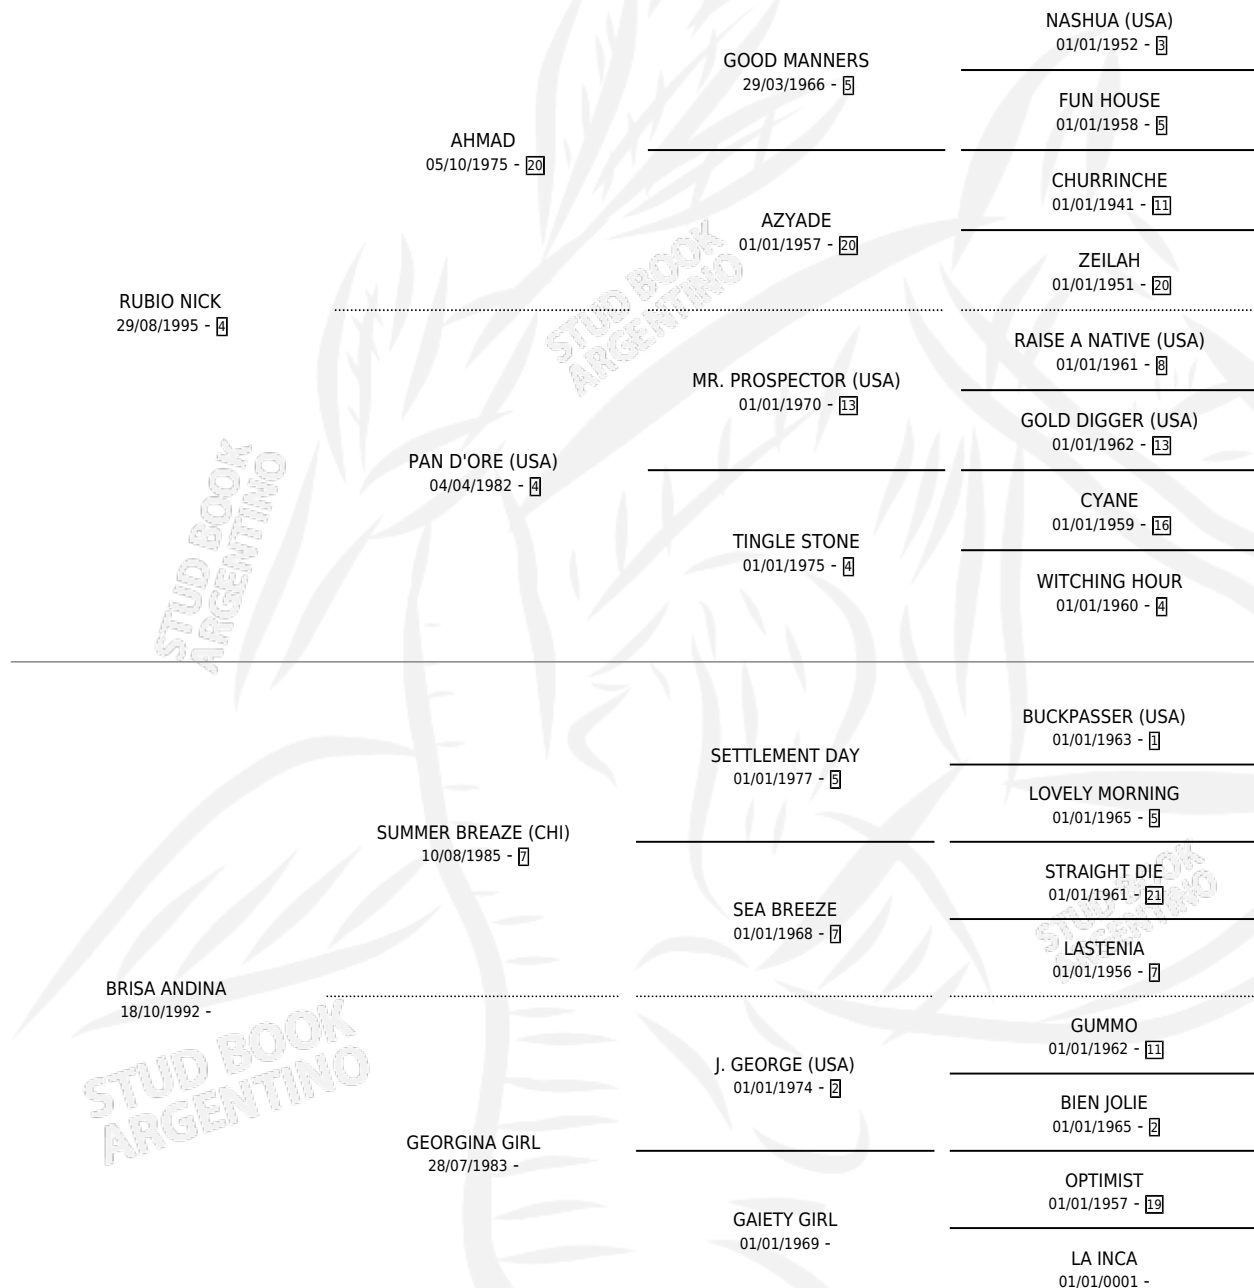 RUBIO NICK
29/08/1995 - 4
AHMAD
05/10/1975 - 20
PAN D'ORE (USA)
04/04/1982 - 4
GOOD MANNERS
29/03/1966 - 5
AZYADE
01/01/1957 - 20
MR. PROSPECTOR (USA)
01/01/1970 - 13
TINGLE STONE
01/01/1975 - 4
NASHUA (USA)
01/01/1952 - 3
FUN HOUSE
01/01/1958 - 5
CHURRINCHE
01/01/1941 - 11
ZEILAH
01/01/1951 - 20
RAISE A NATIVE (USA)
01/01/1961 - 8
GOLD DIGGER (USA)
01/01/1962 - 13
CYANE
01/01/1959 - 16
WITCHING HOUR
01/01/1960 - 4
BRISA ANDINA
18/10/1992 -
SUMMER BREAZE (CHI)
10/08/1985 - 7
GEORGINA GIRL
28/07/1983 -
SETTLEMENT DAY
01/01/1977 - 5
SEA BREEZE
01/01/1968 - 7
J. GEORGE (USA)
01/01/1974 - 2
GAIETY GIRL
01/01/1969 -
BUCKPASSER (USA)
01/01/1963 - 1
LOVELY MORNING
01/01/1965 - 5
STRAIGHT DIE
01/01/1961 - 21
LASTENIA
01/01/1956 - 7
GUMMO
01/01/1962 - 11
BIEN JOLIE
01/01/1965 - 2
OPTIMIST
01/01/1957 - 19
LA INCA
01/01/0001 -
STUD BOOK
ARGENTINO
STUD BOOK
ARGENTINO
STUD BOOK
ARGENTINO
STUD BOOK
ARGENTINO